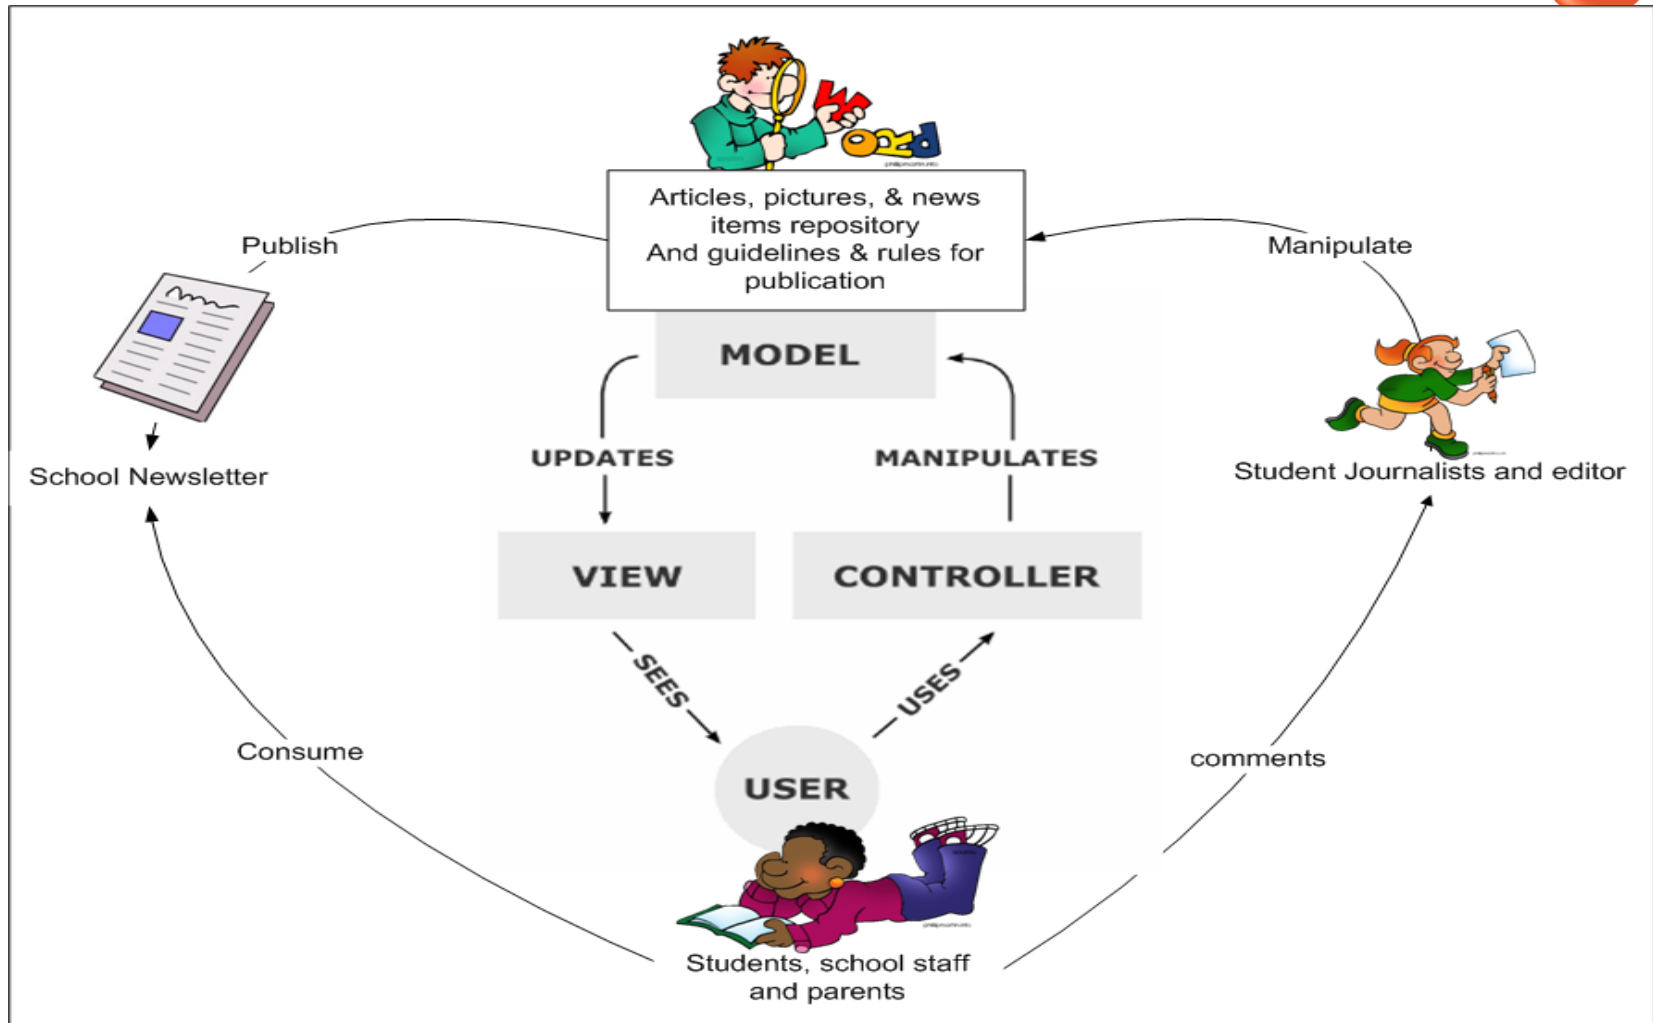 W
ORD
Articles, pictures, & news
items repository
And guidelines & rules for
publication
Publish
Manipulate
MODEL
UPDATES
MANIPULATES
School Newsletter
Student Journalists and editor
VIEW
CONTROLLER
SEES
USES
Consume
comments
USER
Students, school staff
and parents